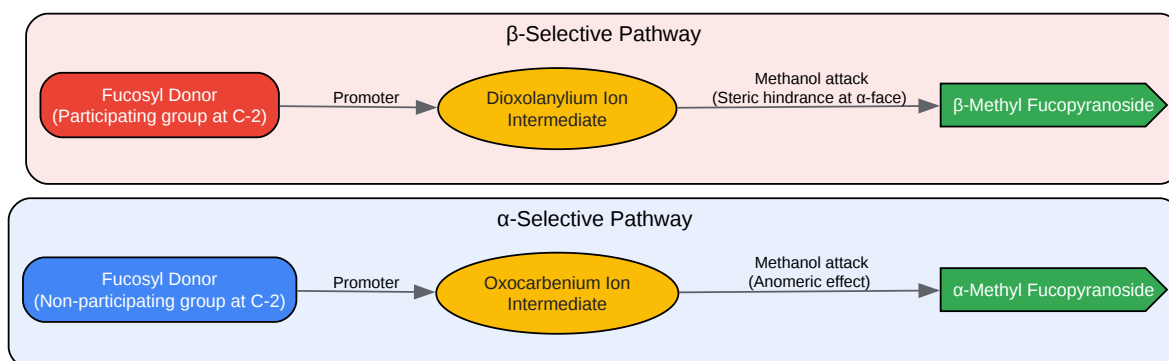 β-Selective Pathway
Fucosyl Donor
(Participating group at C-2)
Promoter
Dioxolanylium Ion
Intermediate
Methanol attack
(Steric hindrance at α-face)
β-Methyl Fucopyranoside
α-Selective Pathway
Fucosyl Donor
(Non-participating group at C-2)
Promoter
Oxocarbenium Ion
Intermediate
Methanol attack
(Anomeric effect)
α-Methyl Fucopyranoside